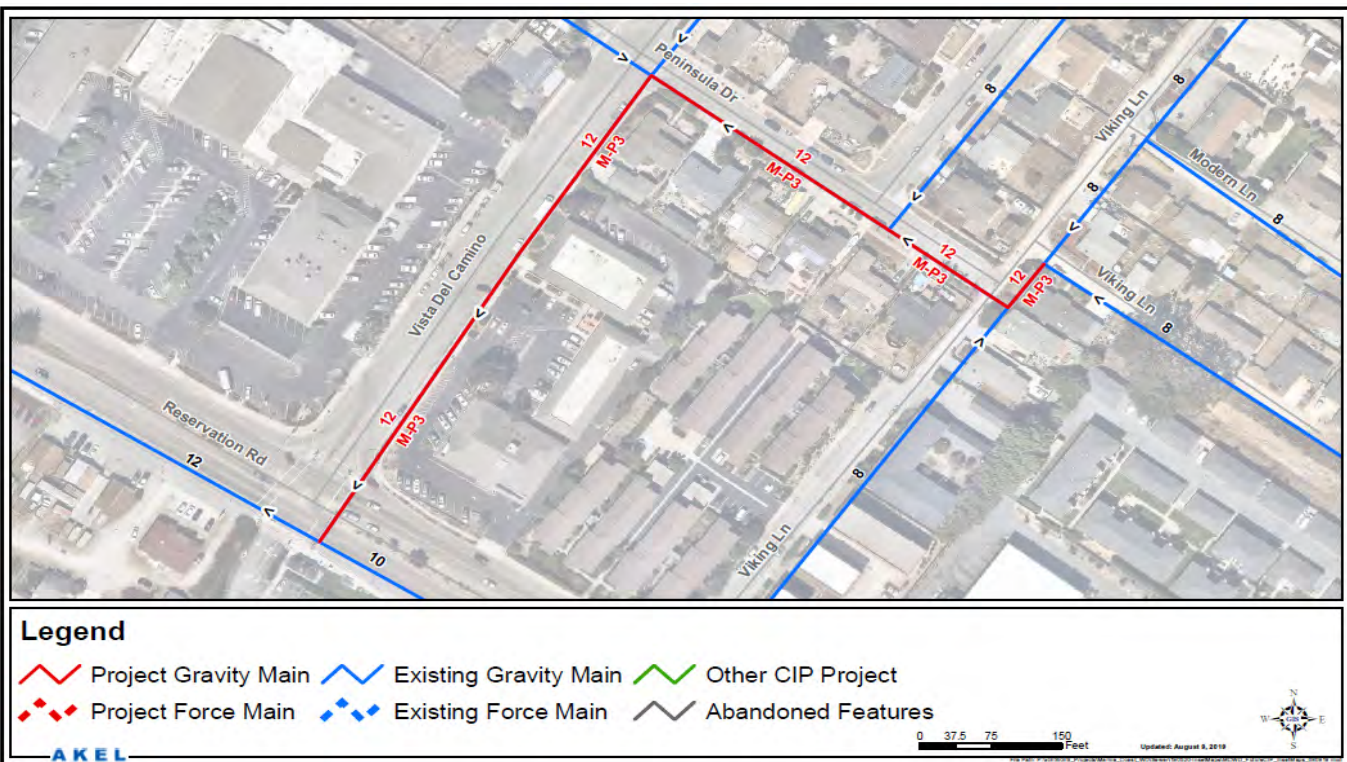 Peninsula Dr
8
8
Viking Ln
12
M-P3
12
M-P3
8
Modern Ln
8
Vista Del Camino
12
M-P3
12
M-P3
Viking Ln
8
12
M-P3
Reservation Rd
12
8
10
Viking Ln
Legend
Project Gravity Main
Existing Gravity Main
Other CIP Project
Project Force Main
Existing Force Main
Abandoned Features
N
W
GIS
E
S
0 37.5 75 150
Feet
Updated: August 9, 2019
AKEL